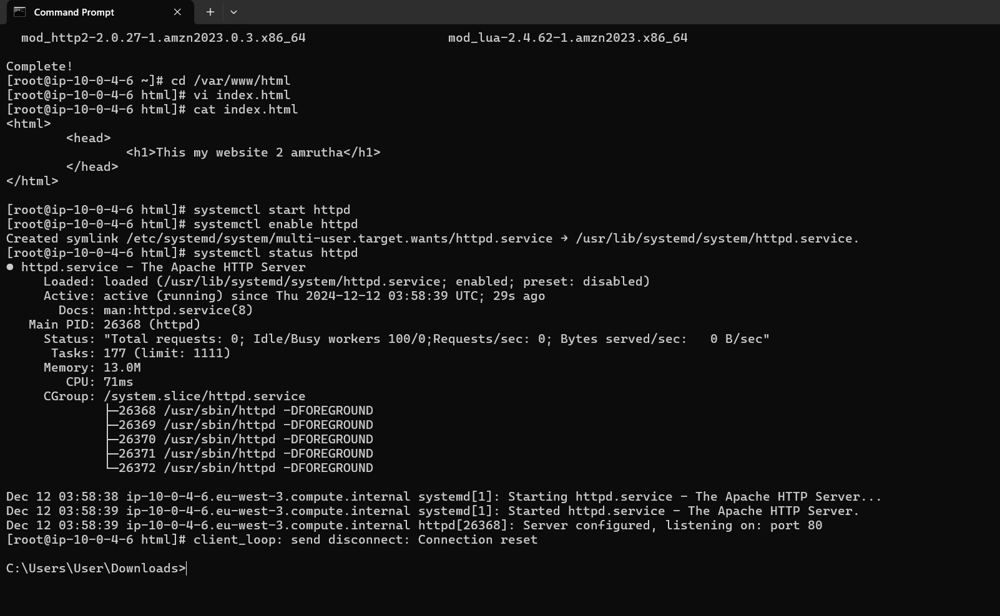 Command Prompt
mod_http2-2.0.27-1.amzn2023.0.3.x86_64 mod_lua-2.4.62-1.amzn2023.x86_64
Complete!
[root@ip-10-0-4-6 ~]# cd /var/www/html
[root@ip-10-0-4-6 html]# vi index.html
[root@ip-10-0-4-6 html]# cat index.html
<html>
<head>
<h1>This my website 2 amrutha</h1>
</head>
</html>
[root@ip-10-0-4-6 html]# systemctl start httpd
[root@ip-10-0-4-6 html]# systemctl enable httpd
Created symlink /etc/systemd/system/multi-user.target.wants/httpd.service → /usr/lib/systemd/system/httpd.service.
[root@ip-10-0-4-6 html]# systemctl status httpd
● httpd.service - The Apache HTTP Server
Loaded: loaded (/usr/lib/systemd/system/httpd.service; enabled; preset: disabled)
Active: active (running) since Thu 2024-12-12 03:58:39 UTC; 29s ago
Docs: man:httpd.service(8)
Main PID: 26368 (httpd)
Status: "Total requests: 0; Idle/Busy workers 100/0;Requests/sec: 0; Bytes served/sec:   0 B/sec"
Tasks: 177 (limit: 1111)
Memory: 13.0M
CPU: 71ms
CGroup: /system.slice/httpd.service
├─26368 /usr/sbin/httpd -DFOREGROUND
├─26369 /usr/sbin/httpd -DFOREGROUND
├─26370 /usr/sbin/httpd -DFOREGROUND
├─26371 /usr/sbin/httpd -DFOREGROUND
└─26372 /usr/sbin/httpd -DFOREGROUND
Dec 12 03:58:38 ip-10-0-4-6.eu-west-3.compute.internal systemd[1]: Starting httpd.service - The Apache HTTP Server...
Dec 12 03:58:39 ip-10-0-4-6.eu-west-3.compute.internal systemd[1]: Started httpd.service - The Apache HTTP Server.
Dec 12 03:58:39 ip-10-0-4-6.eu-west-3.compute.internal httpd[26368]: Server configured, listening on: port 80
[root@ip-10-0-4-6 html]# client_loop: send disconnect: Connection reset
C:\Users\User\Downloads>